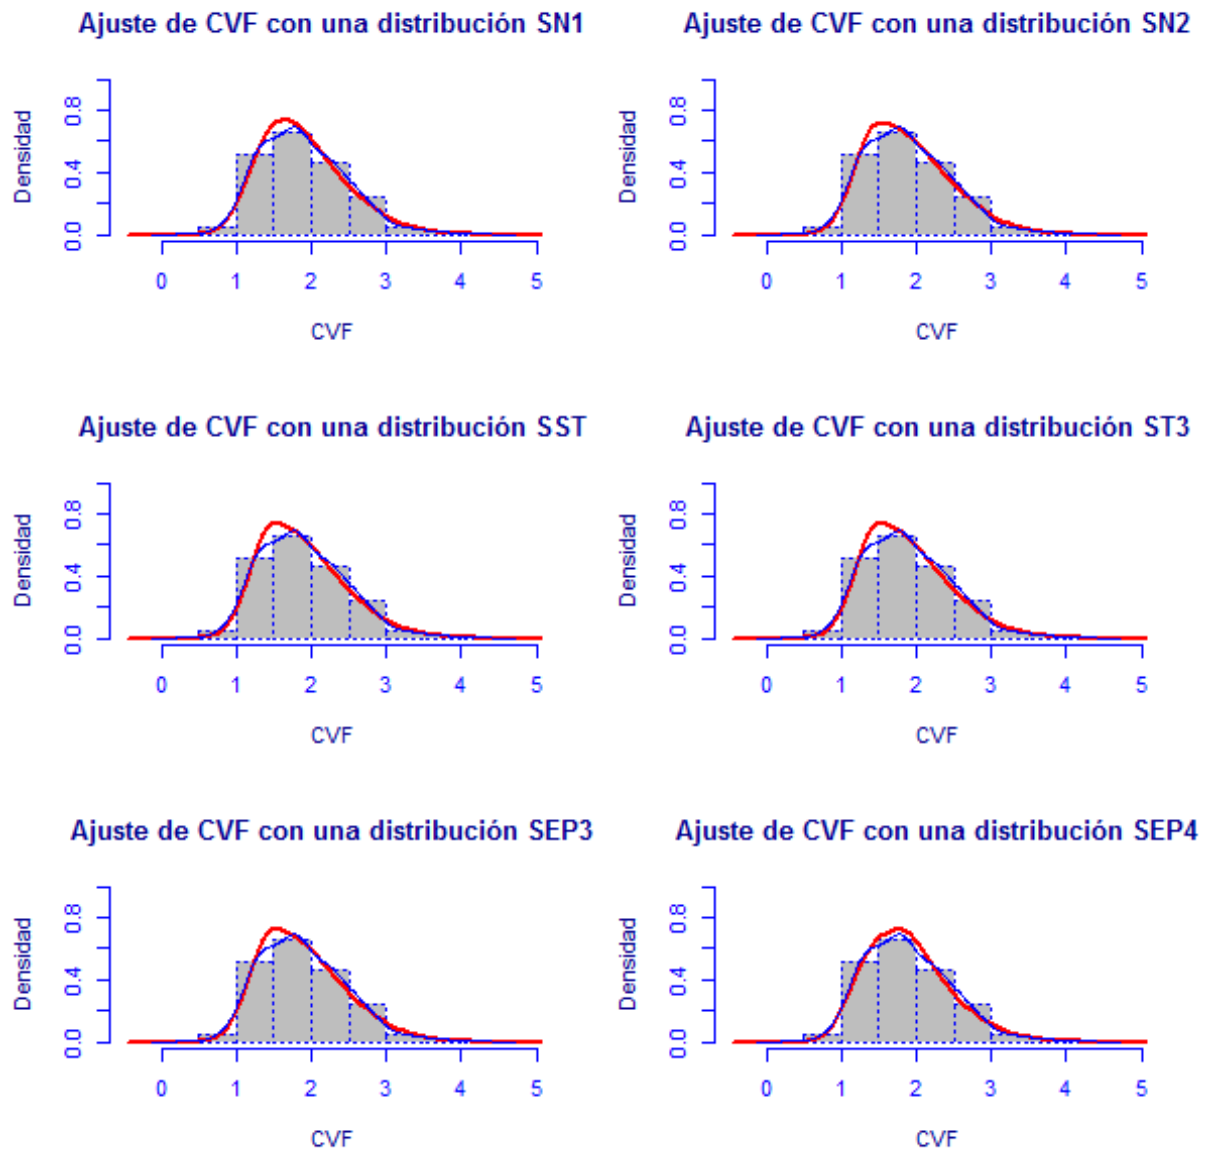 Ajuste de CVF con una distribución SN1
Densidad
0.0 0.4 0.8
0 1 2 3 4 5
CVF
Ajuste de CVF con una distribución SN2
Densidad
0.0 0.4 0.8
0 1 2 3 4 5
CVF
Ajuste de CVF con una distribución SST
Densidad
0.0 0.4 0.8
0 1 2 3 4 5
CVF
Ajuste de CVF con una distribución ST3
Densidad
0.0 0.4 0.8
0 1 2 3 4 5
CVF
Ajuste de CVF con una distribución SEP3
Densidad
0.0 0.4 0.8
0 1 2 3 4 5
CVF
Ajuste de CVF con una distribución SEP4
Densidad
0.0 0.4 0.8
0 1 2 3 4 5
CVF